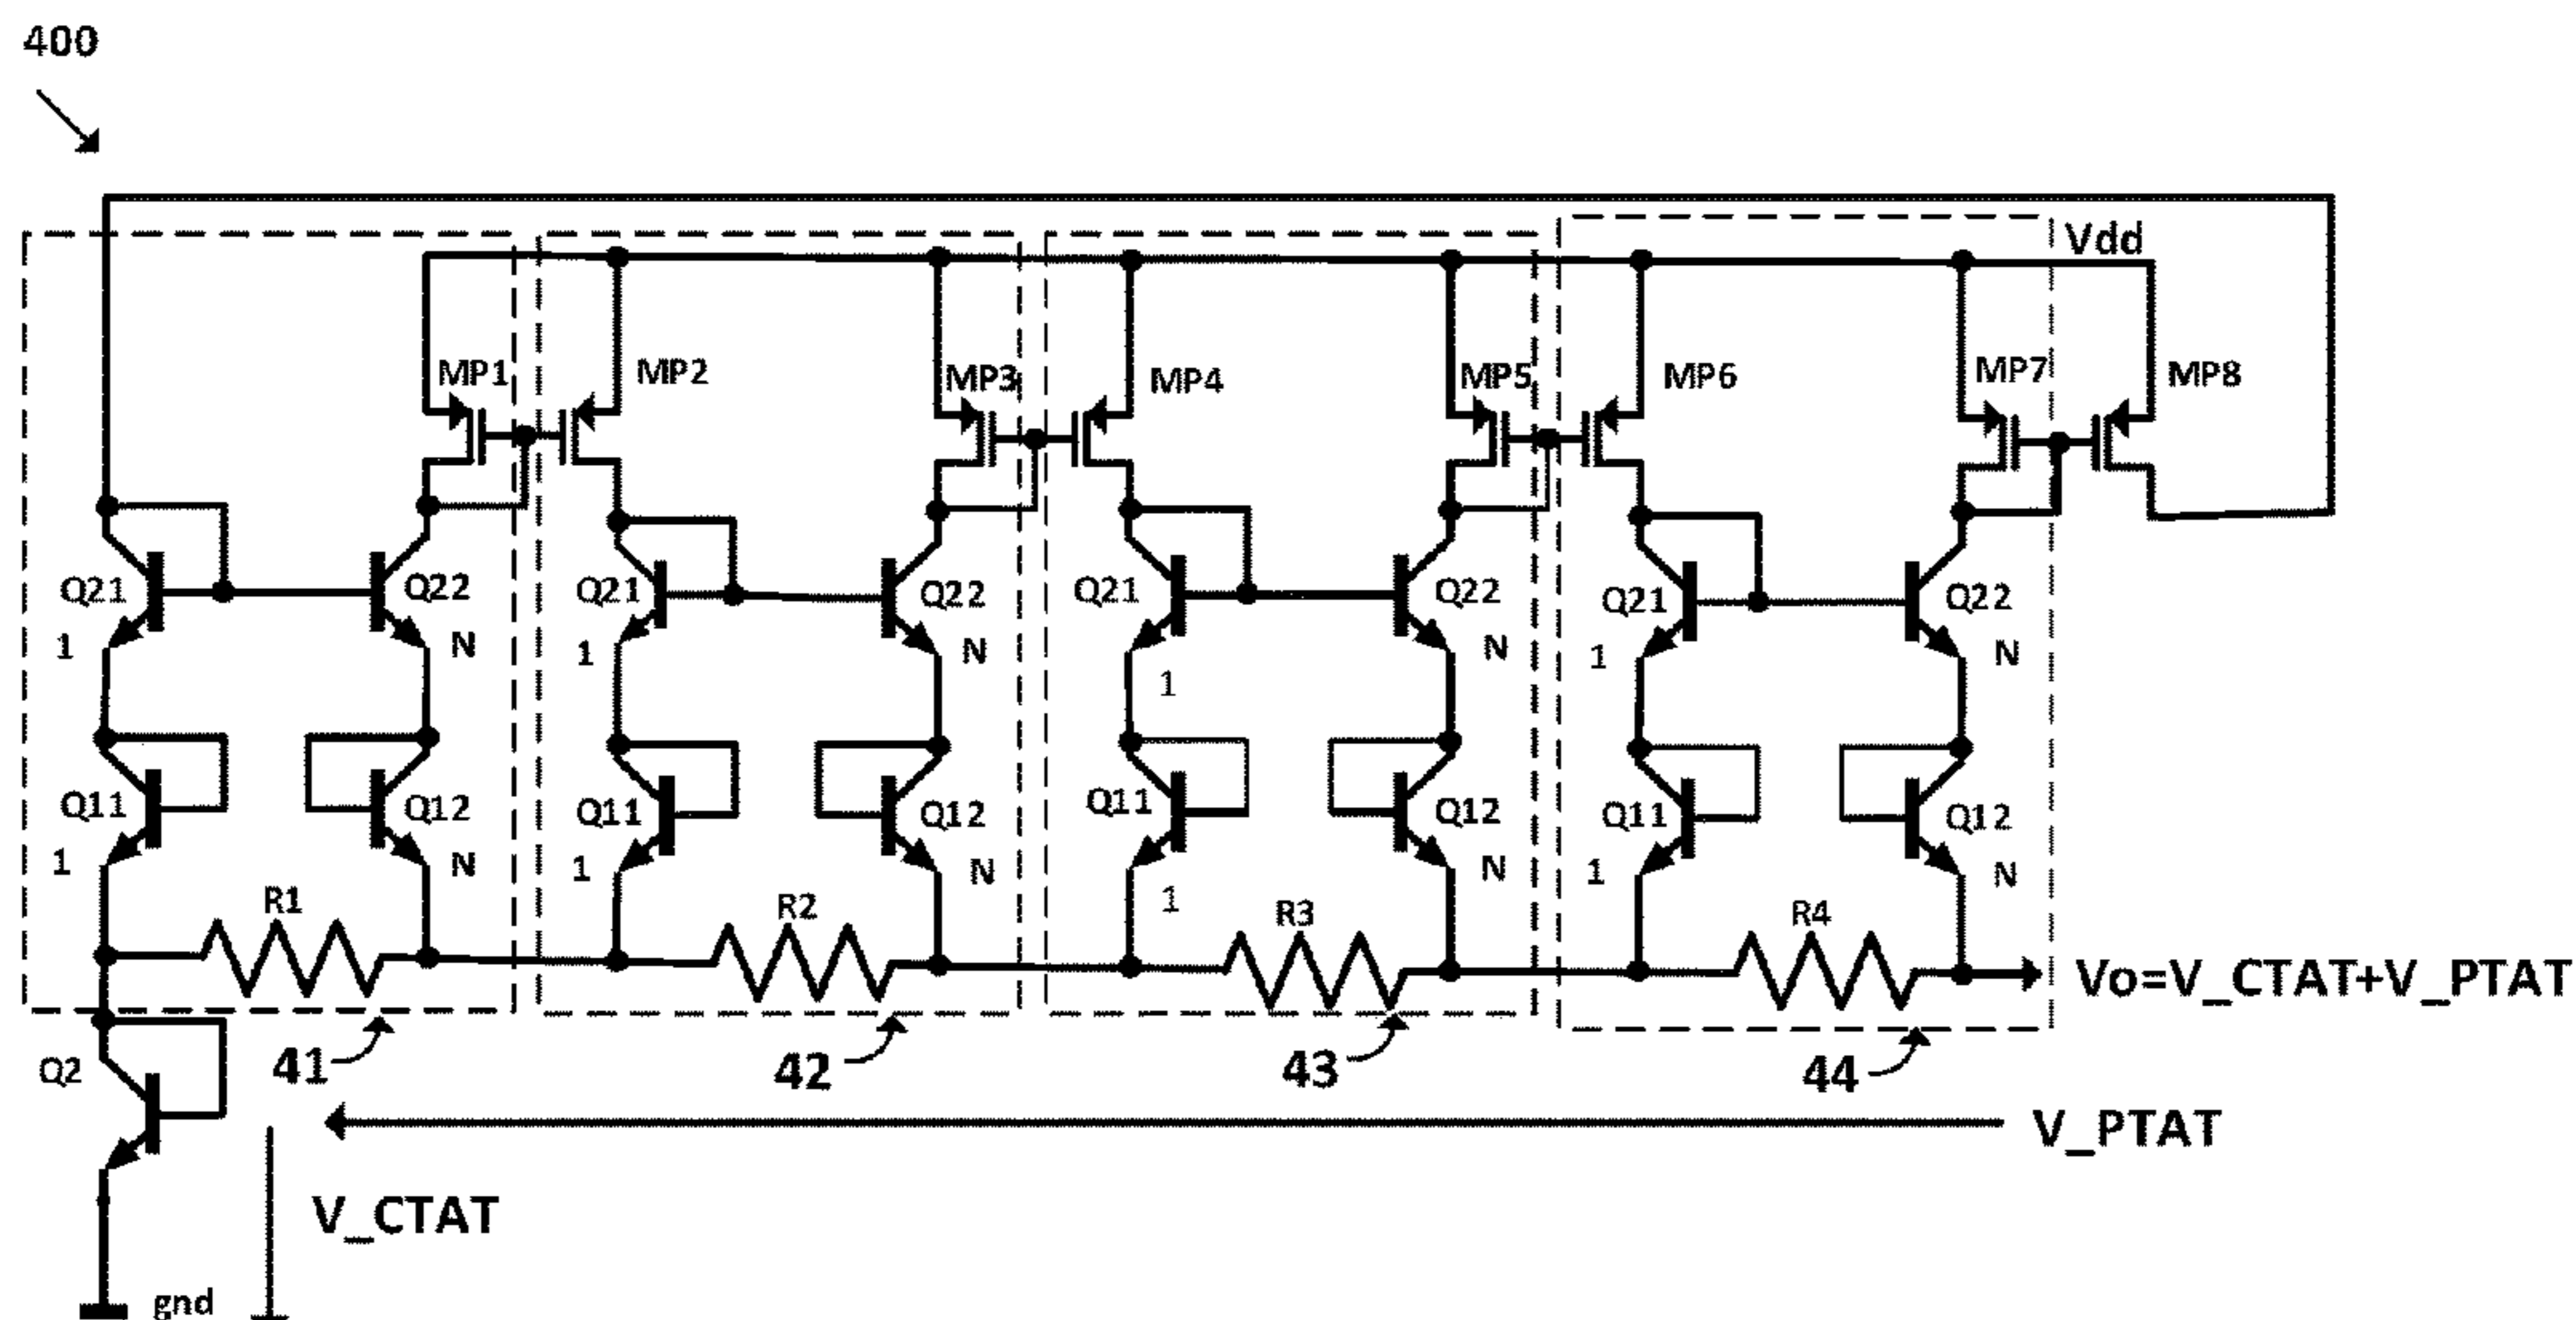 400
Vdd
MP1
MP2
MP3
MP4
MP5
MP6
MP7
MP8
Q21
Q22
Q21
Q22
Q21
Q22
Q21
Q22
1
N
1
N
1
N
1
N
Q11
Q12
Q11
Q12
Q11
Q12
Q11
Q12
1
N
1
N
1
N
1
N
R1
R2
R3
R4
Vo=V_CTAT+V_PTAT
Q2
41
42
43
44
V_PTAT
V_CTAT
gnd